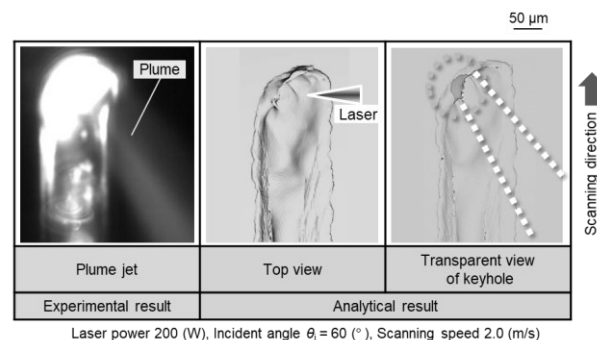 50 μm
Plume
Laser
Scanning direction
Plume jet
Top view
Transparent view
of keyhole
Experimental result
Analytical result
Laser power 200 (W), Incident angle θi = 60 (°), Scanning speed 2.0 (m/s)